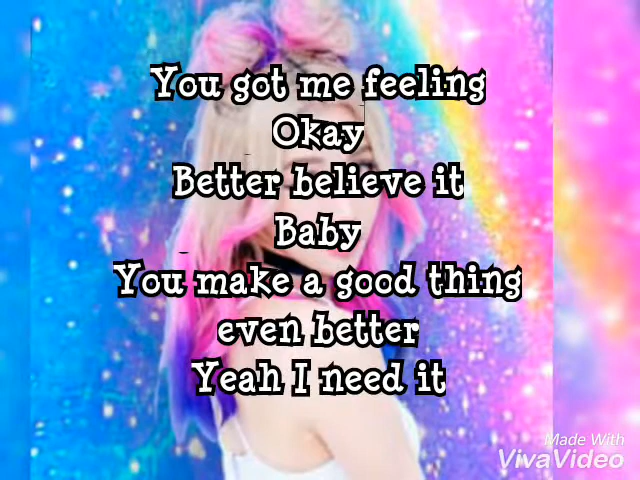 You got me feeling
Okay
Better believe it
Baby
You make a good thing
even better
Yeah I need it
Made With
VivaVideo